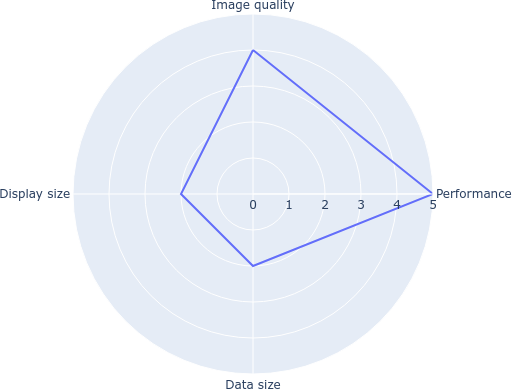 Image quality
Display size
Performance
0 1 2 3 4 5
Data size